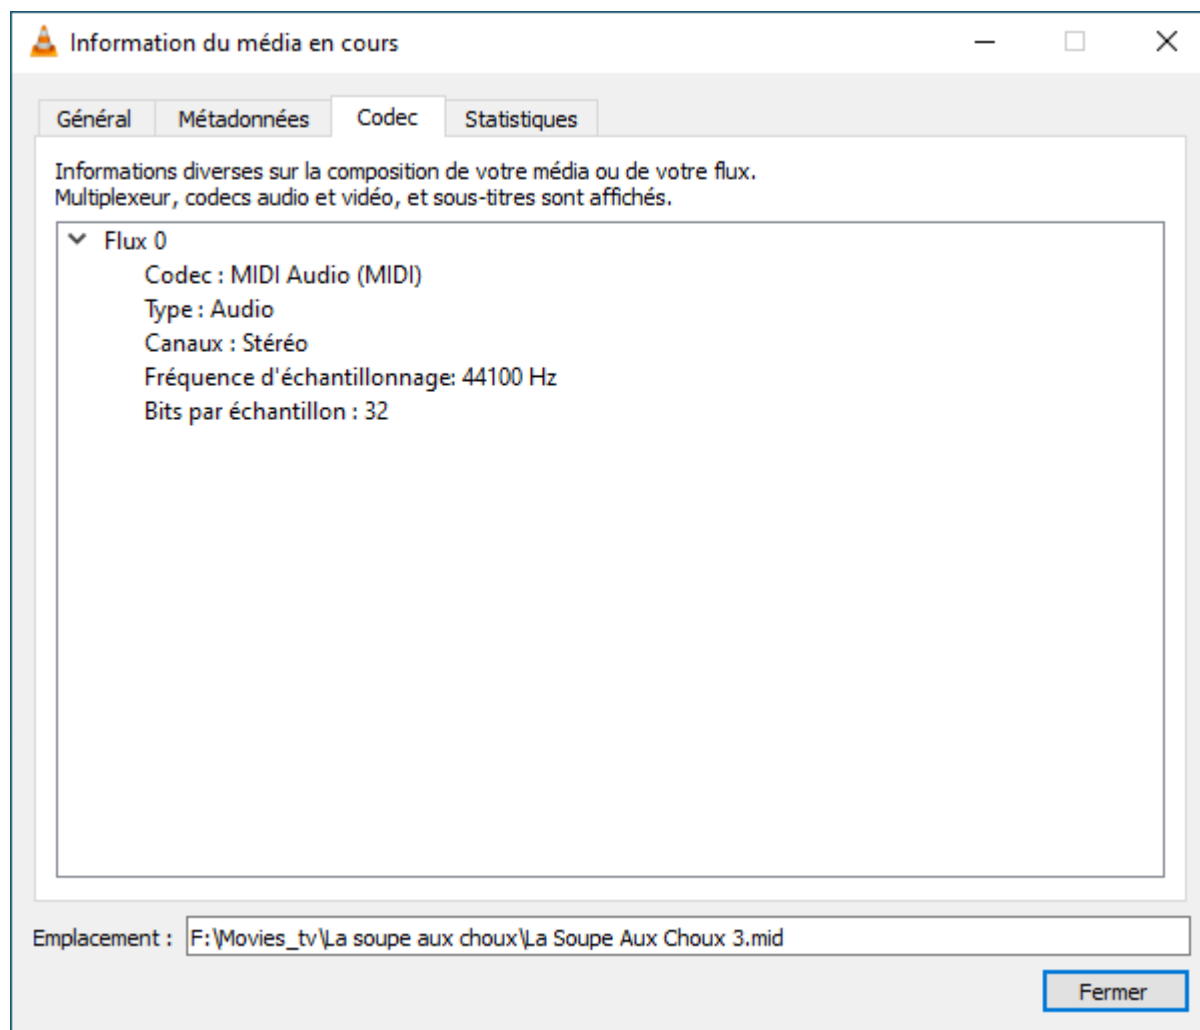 Information du média en cours
Général Métadonnées Codec Statistiques
Informations diverses sur la composition de votre média ou de votre flux.
Multiplexeur, codecs audio et vidéo, et sous-titres sont affichés.
Flux 0
Codec : MIDI Audio (MIDI)
Type : Audio
Canaux : Stéréo
Fréquence d'échantillonnage: 44100 Hz
Bits par échantillon : 32
Emplacement : F:\Movies_tv\La soupe aux choux\La Soupe Aux Choux 3.mid
Fermer